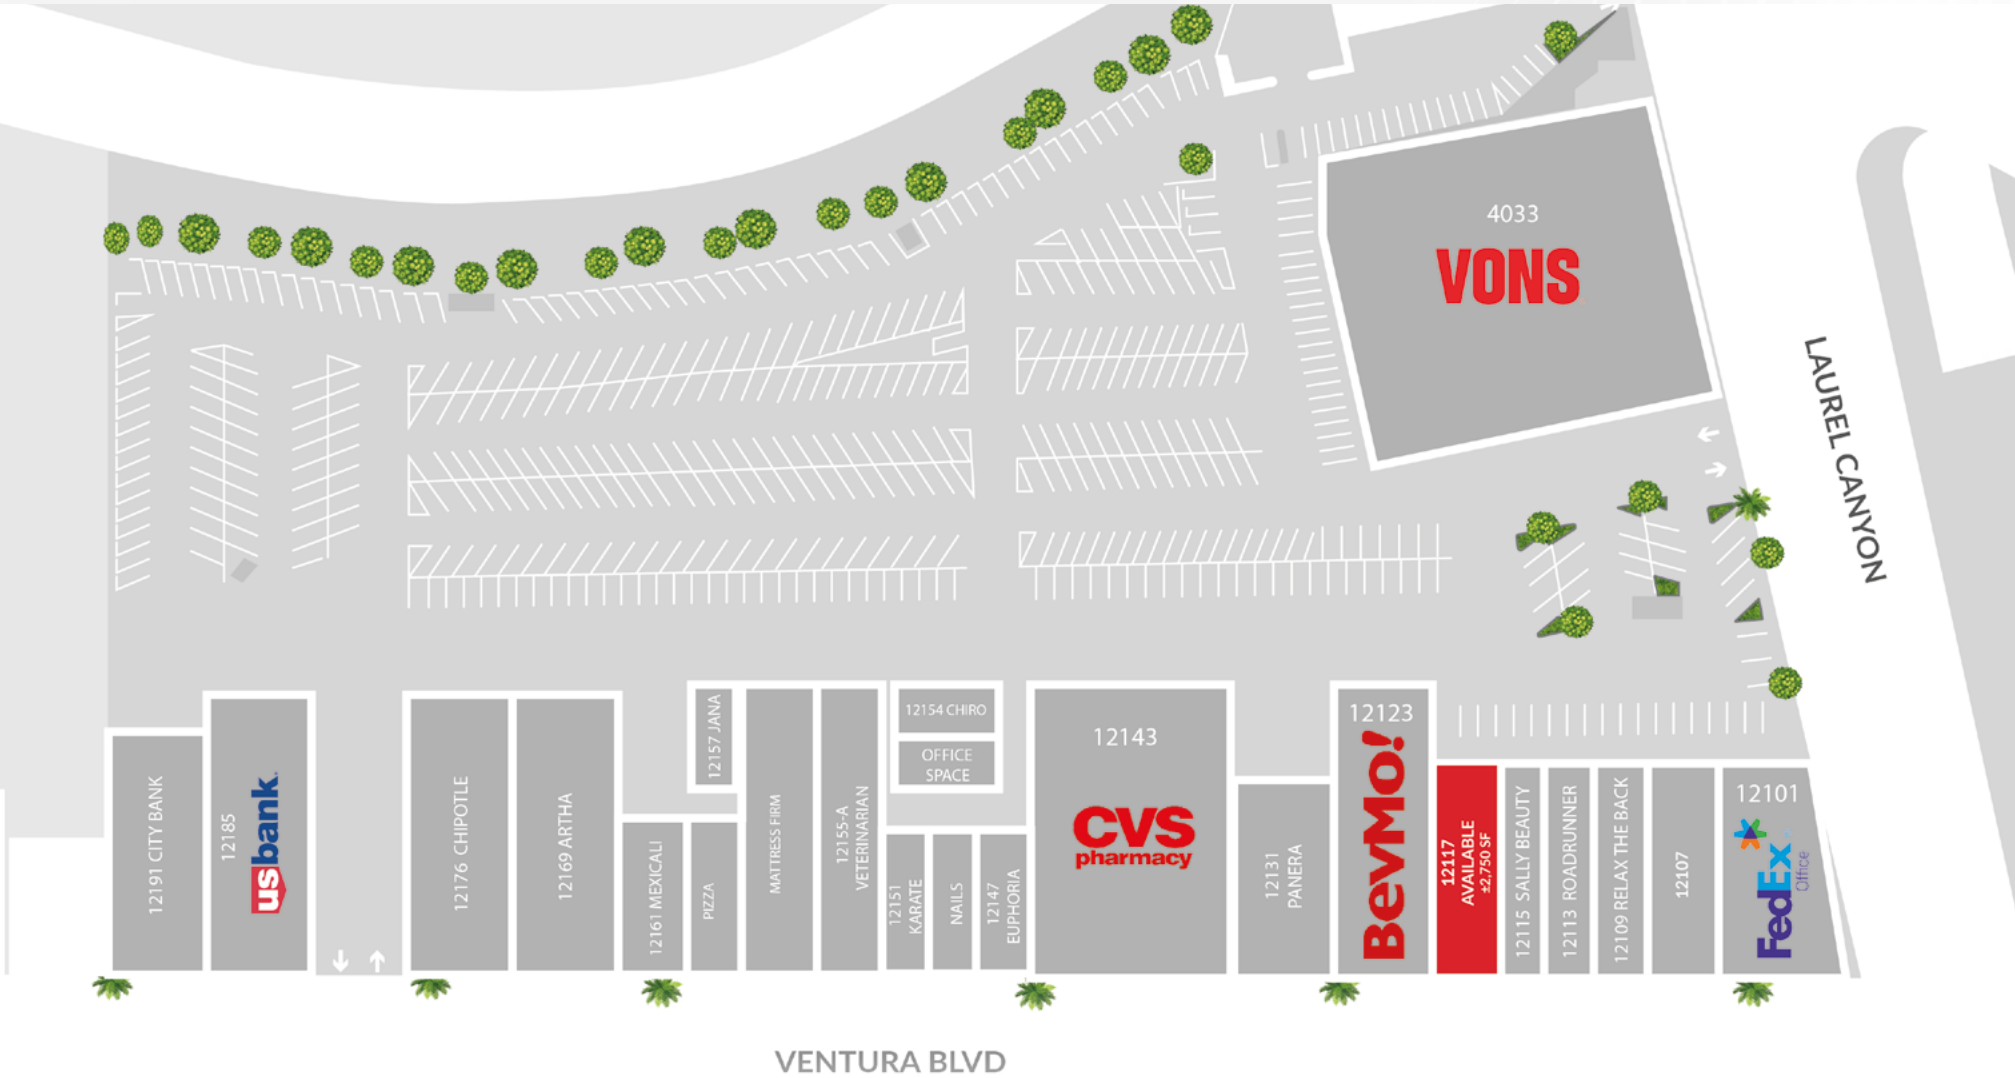 4033
VONS
LAUREL CANYON
12191 CITY BANK
12185
usbank
12176 CHIPOTLE
12169 ARTHA
12161 MEXICALI
PIZZA
12157 JANA
MATTRESS FIRM
12155-A
VETERINARIAN
12154 CHIRO
OFFICE
SPACE
12151
KARATE
NAILS
12147
EUPHORIA
12143
CVS
pharmacy
12131
PANERA
12123
BevMo!
12117
AVAILABLE
±2,750 SF
12115 SALLY BEAUTY
12113 ROADRUNNER
12109 RELAX THE BACK
12107
12101
FedEx
Office
VENTURA BLVD